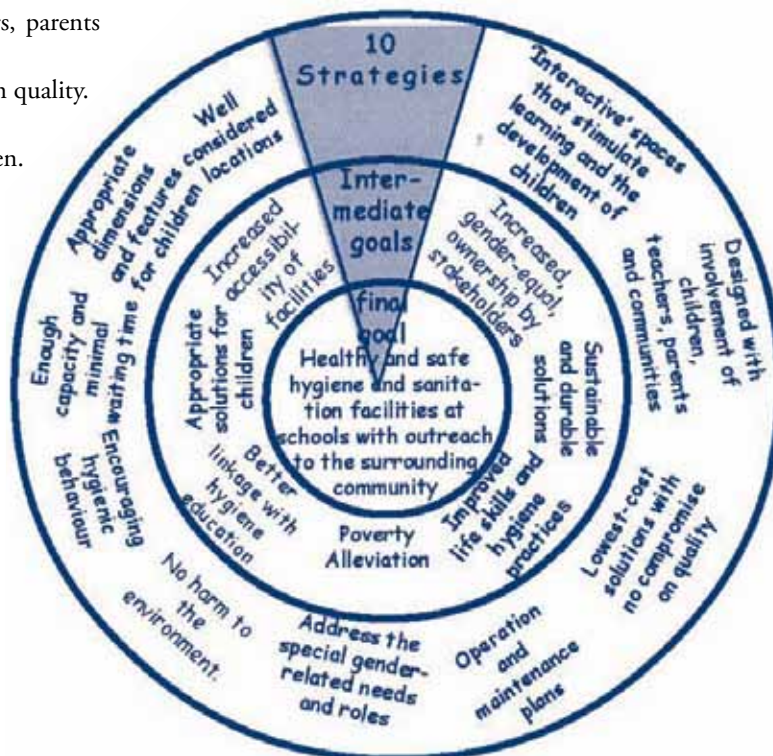 rs, parents
n quality.
en.
10
Strategies
Inter-
mediate
goals
final
goal
Healthy and safe
hygiene and sanita-
tion facilities at
schools with outreach
to the surrounding
community
'Interactive' spaces
that stimulate
learning and the
development of
children
Designed with
involvement of
children,
teachers, parents
and communities
Lowest-cost
solutions with
no compromise
on quality
Operation
and
maintenance
plans
Address the
special gender-
related needs
and roles
No harm to
the
environment.
Encouraging
hygienic
behaviour
Enough
capacity and
minimal
waiting time
Appropriate
dimensions
and features
for children
Well
considered
locations
Increased,
gender-equal,
ownership by
stakeholders
Sustainable
and durable
solutions
Improved
life skills and
hygiene
practices
Poverty
Alleviation
Better
linkage with
hygiene
education
Appropriate
solutions for
children
Increased
accessibil-
ity of
facilities